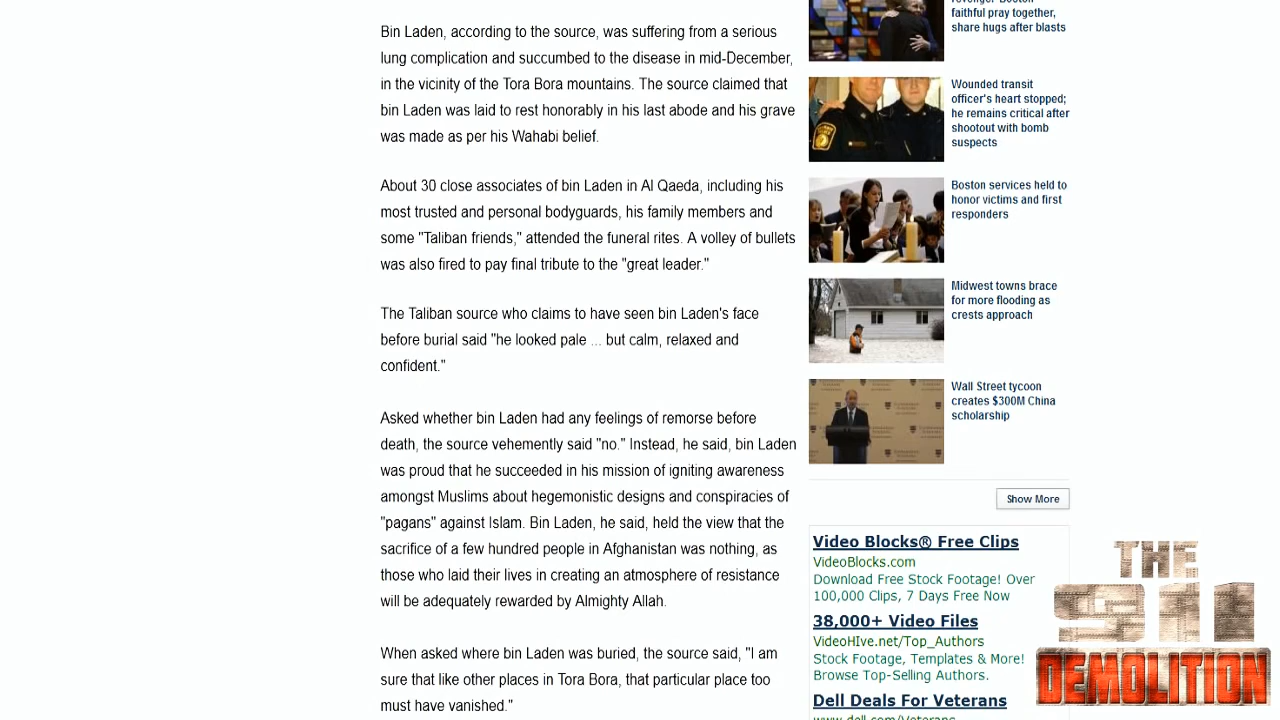 Bin Laden, according to the source, was suffering from a serious
lung complication and succumbed to the disease in mid-December,
in the vicinity of the Tora Bora mountains. The source claimed that
bin Laden was laid to rest honorably in his last abode and his grave
was made as per his Wahabi belief.
About 30 close associates of bin Laden in Al Qaeda, including his
most trusted and personal bodyguards, his family members and
some "Taliban friends," attended the funeral rites. A volley of bullets
was also fired to pay final tribute to the "great leader."
The Taliban source who claims to have seen bin Laden's face
before burial said "he looked pale ... but calm, relaxed and
confident."
Asked whether bin Laden had any feelings of remorse before
death, the source vehemently said "no." Instead, he said, bin Laden
was proud that he succeeded in his mission of igniting awareness
amongst Muslims about hegemonistic designs and conspiracies of
"pagans" against Islam. Bin Laden, he said, held the view that the
sacrifice of a few hundred people in Afghanistan was nothing, as
those who laid their lives in creating an atmosphere of resistance
will be adequately rewarded by Almighty Allah.
When asked where bin Laden was buried, the source said, "I am
sure that like other places in Tora Bora, that particular place too
must have vanished."
faithful pray together,
share hugs after blasts
Wounded transit
officer's heart stopped;
he remains critical after
shootout with bomb
suspects
Boston services held to
honor victims and first
responders
Midwest towns brace
for more flooding as
crests approach
Wall Street tycoon
creates $300M China
scholarship
Show More
Video Blocks® Free Clips
VideoBlocks.com
Download Free Stock Footage! Over
100,000 Clips, 7 Days Free Now
38,000+ Video Files
VideoHIve.net/Top_Authors
Stock Footage, Templates & More!
Browse Top-Selling Authors.
Dell Deals For Veterans
www.dell.com/Veterans
THE
911
DEMOLITION